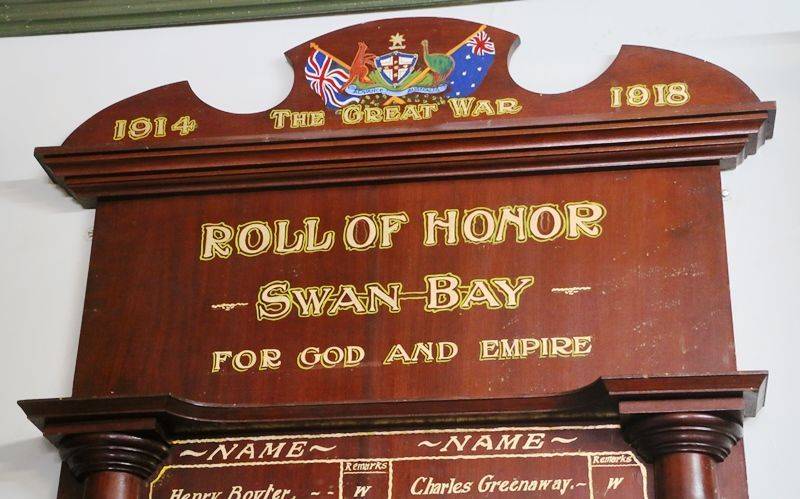 1914 THE GREAT WAR 1918
ROLL OF HONOR
SWAN BAY
FOR GOD AND EMPIRE
~NAME~ ~NAME~
Remarks Remarks
Henry Boyter. - - W Charles Greenaway. ~ W